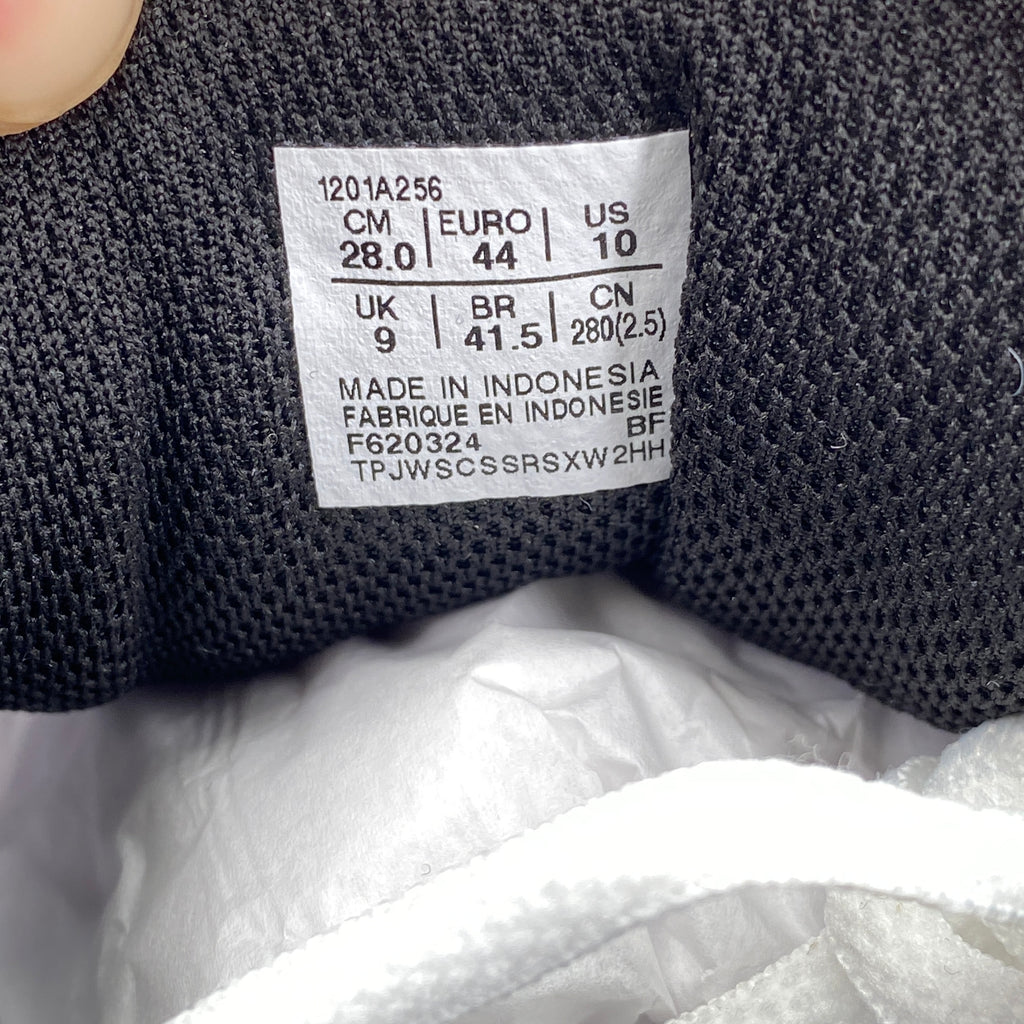 1201A256
CM | EURO | US
28.0 | 44 | 10
UK | BR | CN
9 | 41.5 | 280(2.5)
MADE IN INDONESIA
FABRIQUE EN INDONESIE
F620324 BF
TPJWSCSSRSXW2HH